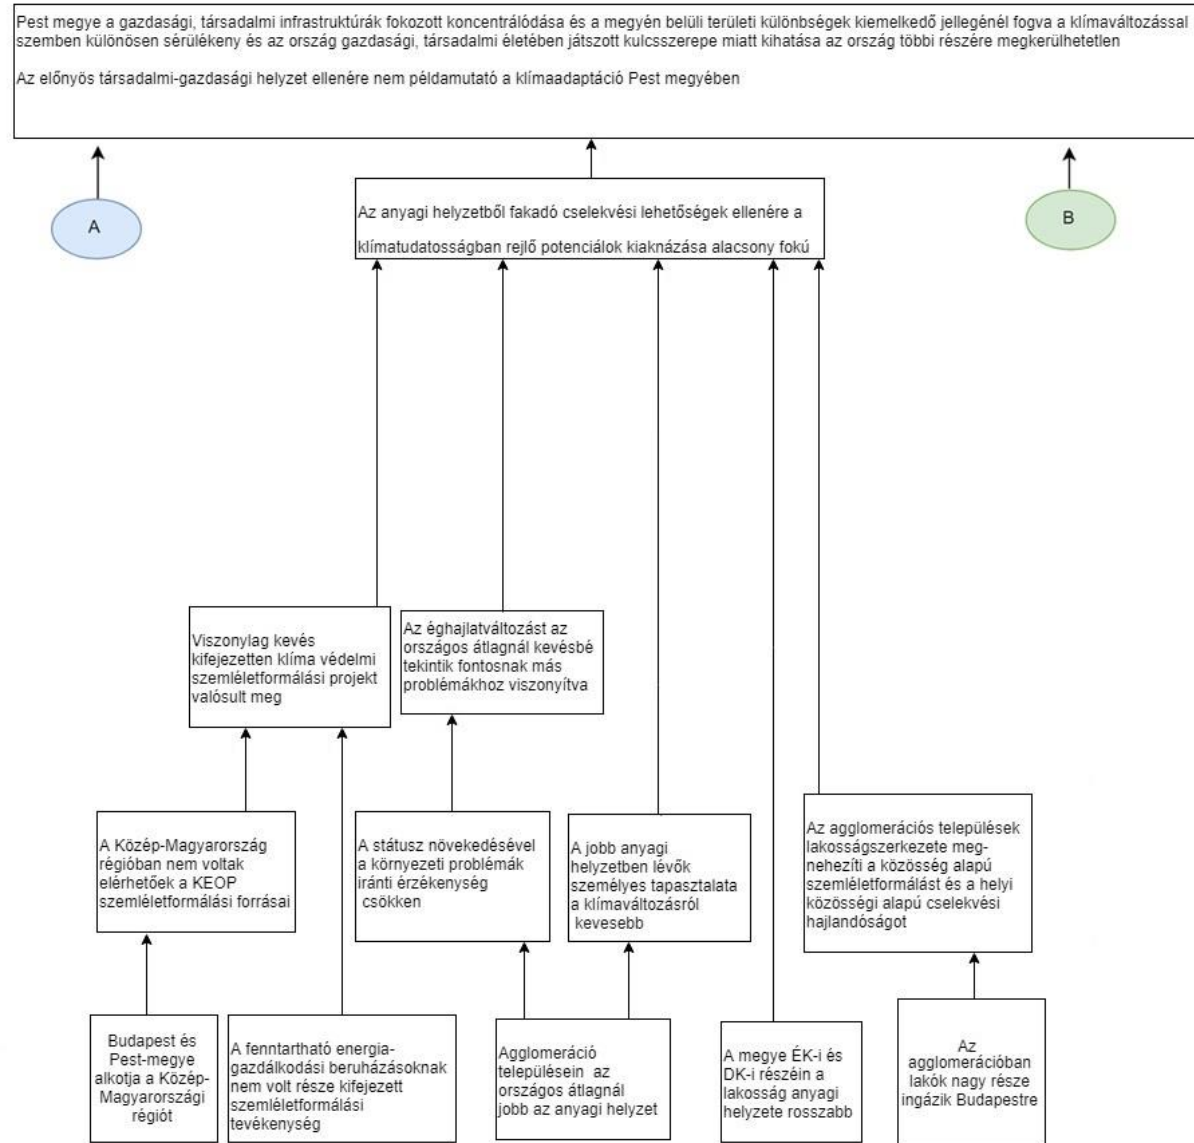 Pest megye a gazdasági, társadalmi infrastruktúrák fokozott koncentrálódása és a megyén belüli területi különbségek kiemelkedő jellegénél fogva a klímaváltozással
szemben különösen sérülékeny és az ország gazdasági, társadalmi életében játszott kulcsszerepe miatt kihatása az ország többi részére megkerülhetetlen
Az előnyös társadalmi-gazdasági helyzet ellenére nem példamutató a klímaadaptáció Pest megyében
A
B
Az anyagi helyzetből fakadó cselekvési lehetőségek ellenére a
klímatudatosságban rejlő potenciálok kiaknázása alacsony fokú
Viszonylag kevés
kifejezetten klíma védelmi
szemléletformálási projekt
valósult meg
Az éghajlatváltozást az
országos átlagnál kevésbé
tekintik fontosnak más
problémákhoz viszonyítva
A Közép-Magyarország
régióban nem voltak
elérhetőek a KEOP
szemléletformálási forrásai
A státusz növekedésével
a környezeti problémák
iránti érzékenység
csökken
A jobb anyagi
helyzetben lévők
személyes tapasztalata
a klímaváltozásról
kevesebb
Az agglomerációs települések
lakosságszerkezete meg-
nehezíti a közösség alapú
szemléletformálást és a helyi
közösségi alapú cselekvési
hajlandóságot
Budapest és
Pest-megye
alkotja a Közép-
Magyarországi
régiót
A fenntartható energia-
gazdálkodási beruházásoknak
nem volt része kifejezett
szemléletformálási
tevékenység
Agglomeráció
településein az
országos átlagnál
jobb az anyagi helyzet
A megye ÉK-i és
DK-i részéin a
lakosság anyagi
helyzete rosszabb
Az
agglomerációban
lakók nagy része
ingázik Budapestre